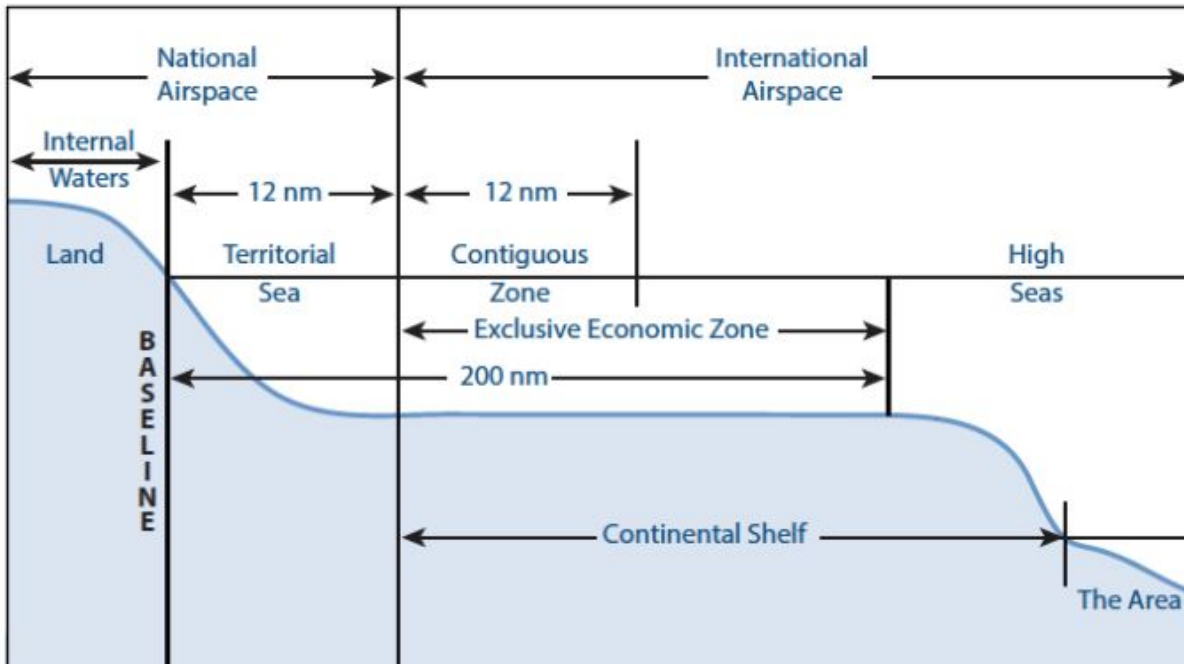 National
Airspace
International
Airspace
Internal
Waters
12 nm
12 nm
Land
Territorial
Sea
Contiguous
Zone
High
Seas
Exclusive Economic Zone
200 nm
BASELINE
Continental Shelf
The Area